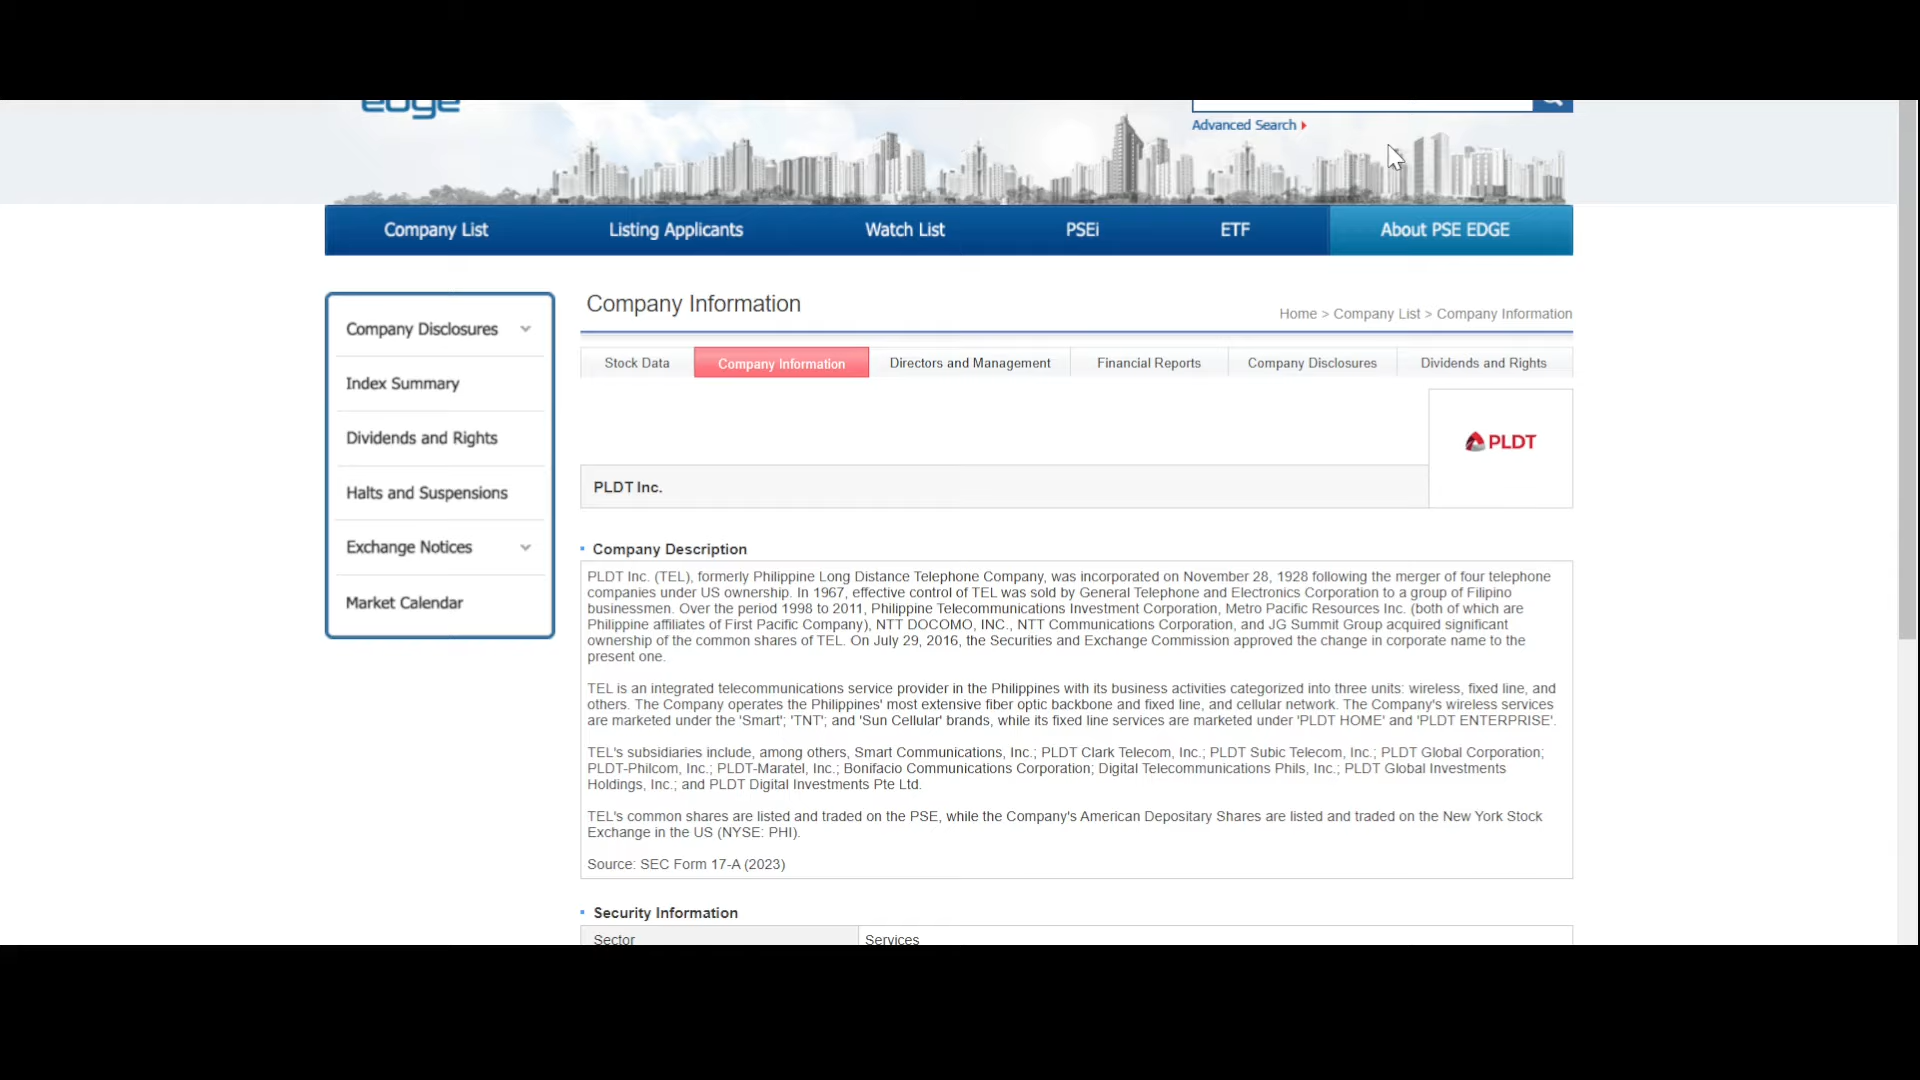 edge
Advanced Search
Company List Listing Applicants Watch List PSEi ETF About PSE EDGE
Company Disclosures
Index Summary
Dividends and Rights
Halts and Suspensions
Exchange Notices
Market Calendar
Company Information
Home > Company List > Company Information
Stock Data Company Information Directors and Management Financial Reports Company Disclosures Dividends and Rights
PLDT
PLDT Inc.
Company Description
PLDT Inc. (TEL), formerly Philippine Long Distance Telephone Company, was incorporated on November 28, 1928 following the merger of four telephone
companies under US ownership. In 1967, effective control of TEL was sold by General Telephone and Electronics Corporation to a group of Filipino
businessmen. Over the period 1998 to 2011, Philippine Telecommunications Investment Corporation, Metro Pacific Resources Inc. (both of which are
Philippine affiliates of First Pacific Company), NTT DOCOMO, INC., NTT Communications Corporation, and JG Summit Group acquired significant
ownership of the common shares of TEL. On July 29, 2016, the Securities and Exchange Commission approved the change in corporate name to the
present one.
TEL is an integrated telecommunications service provider in the Philippines with its business activities categorized into three units: wireless, fixed line, and
others. The Company operates the Philippines' most extensive fiber optic backbone and fixed line, and cellular network. The Company's wireless services
are marketed under the 'Smart'; 'TNT'; and 'Sun Cellular' brands, while its fixed line services are marketed under 'PLDT HOME' and 'PLDT ENTERPRISE'.
TEL's subsidiaries include, among others, Smart Communications, Inc.; PLDT Clark Telecom, Inc.; PLDT Subic Telecom, Inc.; PLDT Global Corporation;
PLDT-Philcom, Inc.; PLDT-Maratel, Inc.; Bonifacio Communications Corporation; Digital Telecommunications Phils, Inc.; PLDT Global Investments
Holdings, Inc.; and PLDT Digital Investments Pte Ltd.
TEL's common shares are listed and traded on the PSE, while the Company's American Depositary Shares are listed and traded on the New York Stock
Exchange in the US (NYSE: PHI).
Source: SEC Form 17-A (2023)
Security Information
Sector Services